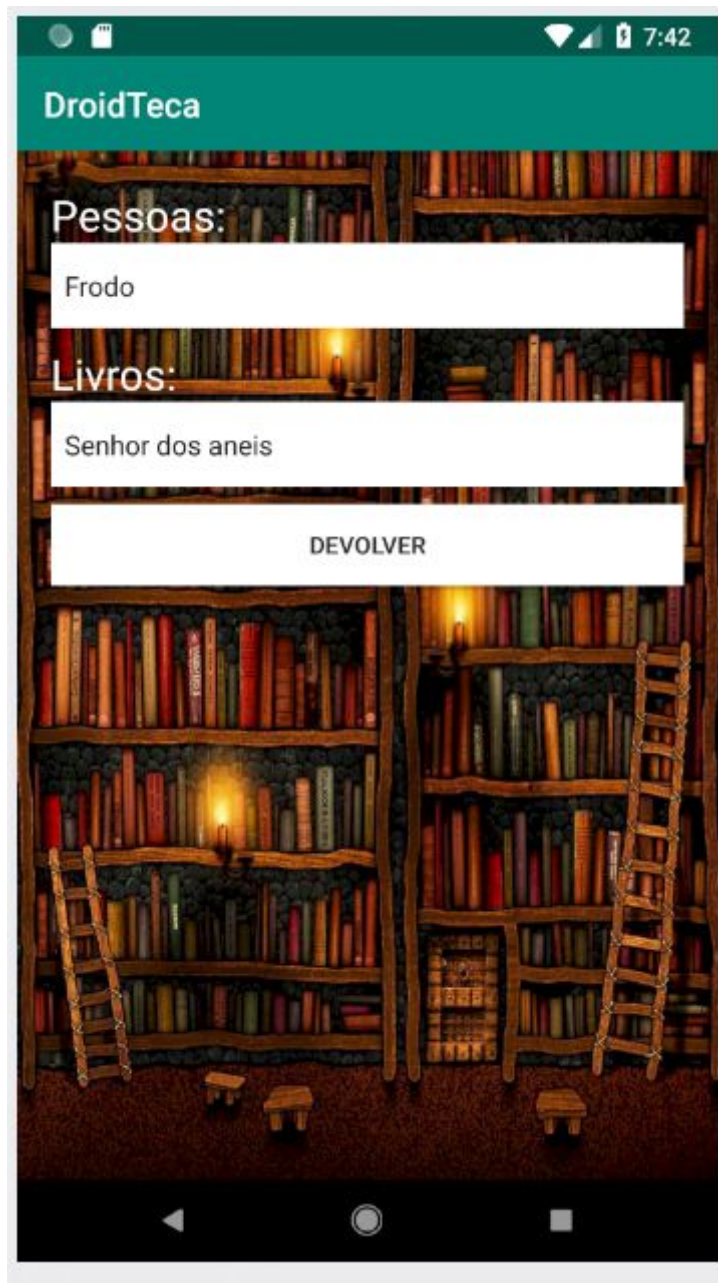 7:42
DroidTeca
Pessoas:
Frodo
Livros:
Senhor dos aneis
DEVOLVER